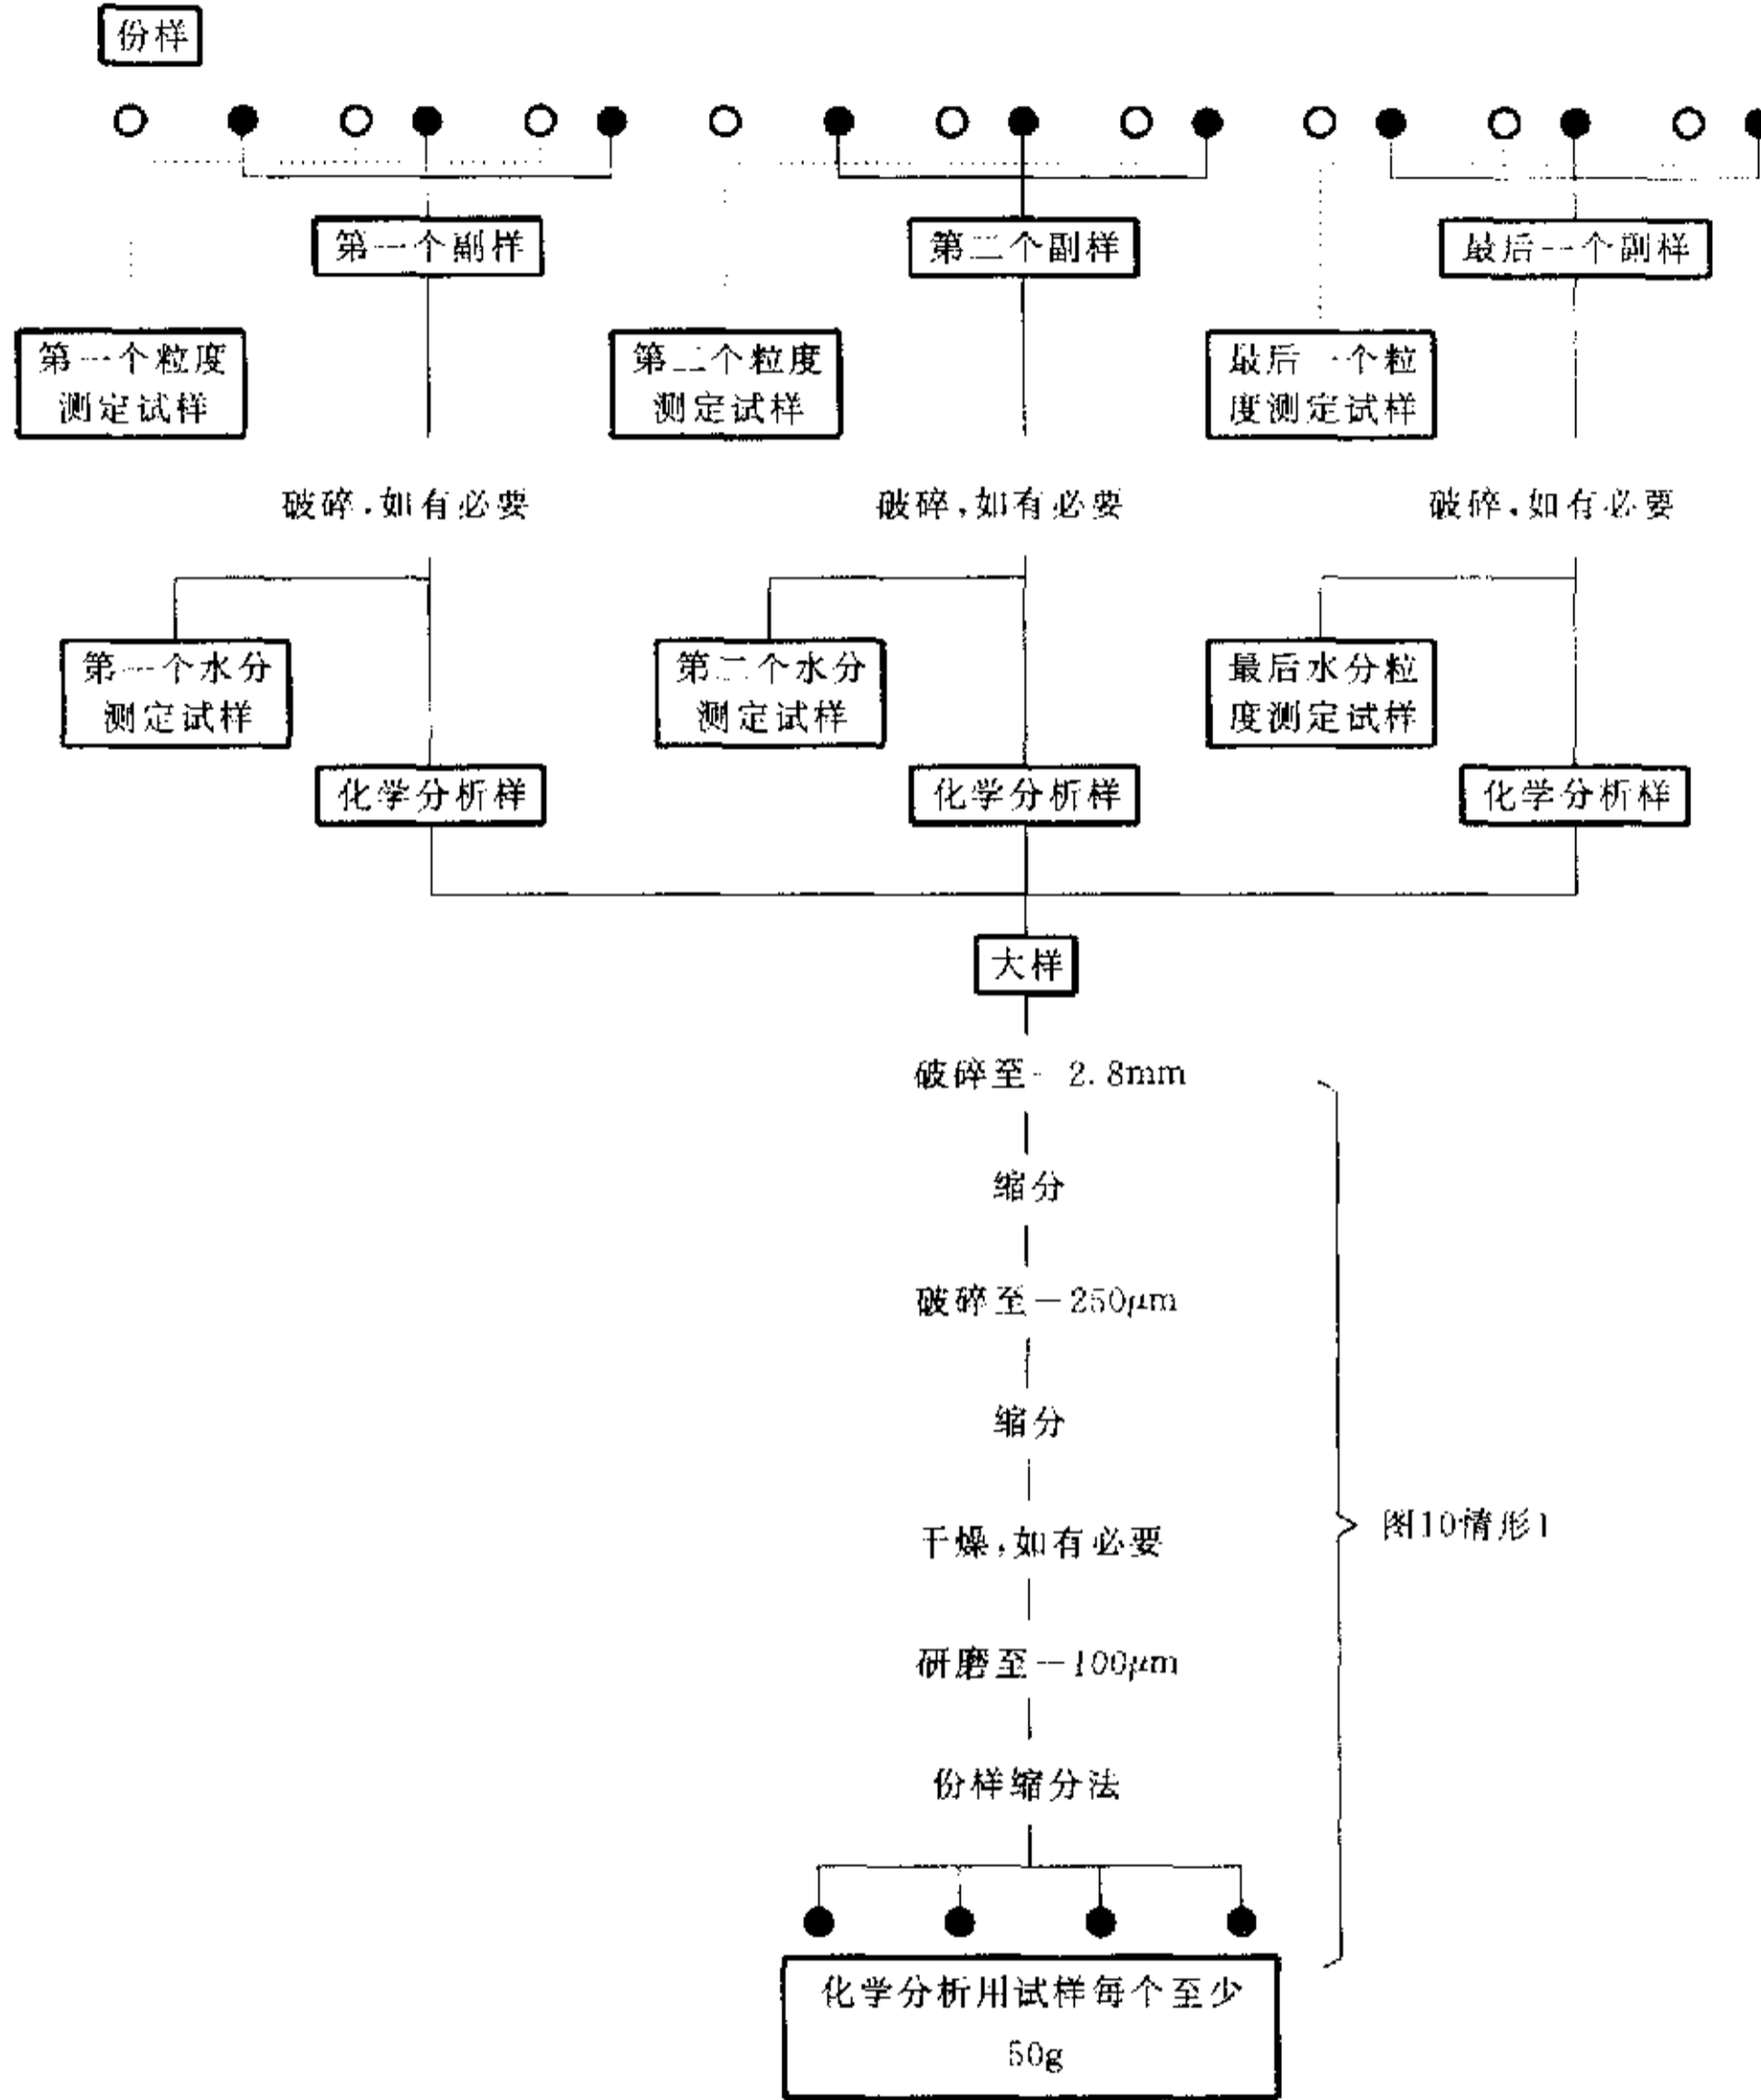 份样
第一个副样
第二个副样
最后一个副样
第一个粒度
测定试样
第二个粒度
测定试样
最后一个粒
度测定试样
破碎,如有必要
破碎,如有必要
破碎,如有必要
第一个水分
测定试样
第二个水分
测定试样
最后水分粒
度测定试样
化学分析样
化学分析样
化学分析样
大样
破碎至-2.8mm
缩分
破碎至-250μm
缩分
干燥,如有必要
研磨至-100μm
份样缩分法
图10情形1
化学分析用试样每个至少
50g